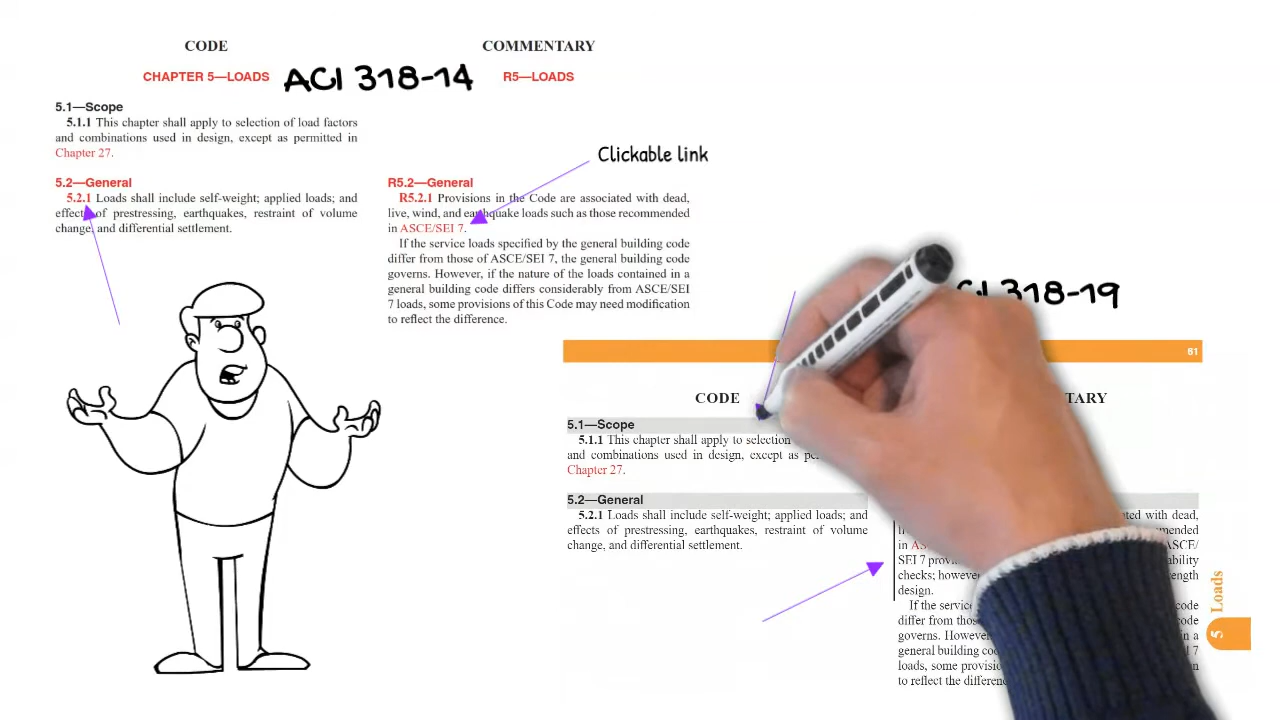 CODE
COMMENTARY
CHAPTER 5—LOADS
ACI 318-14
R5—LOADS
5.1—Scope
5.1.1 This chapter shall apply to selection of load factors
and combinations used in design, except as permitted in
Chapter 27.
5.2—General
5.2.1 Loads shall include self-weight; applied loads; and
effects of prestressing, earthquakes, restraint of volume
change, and differential settlement.
Clickable link
R5.2—General
R5.2.1 Provisions in the Code are associated with dead,
live, wind, and earthquake loads such as those recommended
in ASCE/SEI 7.
If the service loads specified by the general building code
differ from those of ASCE/SEI 7, the general building code
governs. However, if the nature of the loads contained in a
general building code differs considerably from ASCE/SEI
7 loads, some provisions of this Code may need modification
to reflect the difference.
318-19
61
CODE
5.1—Scope
5.1.1 This chapter shall apply to selection
and combinations used in design, except as
Chapter 27.
5.2—General
5.2.1 Loads shall include self-weight; applied loads; and
effects of prestressing, earthquakes, restraint of volume
change, and differential settlement.
with dead,
in ASCE/
SEI 7
checks;
design.
If the code
differ from code
governs. in a
general building 7
loads, some
to reflect the
5 Loads